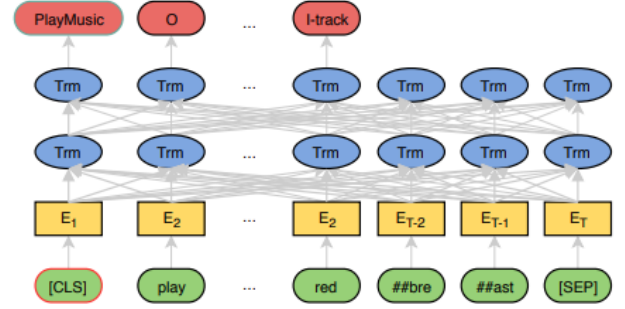 PlayMusic O ... I-track
Trm Trm ... Trm Trm Trm Trm
Trm Trm ... Trm Trm Trm Trm
E1 E2 ... E2 ET-2 ET-1 ET
[CLS] play ... red ##bre ##ast [SEP]